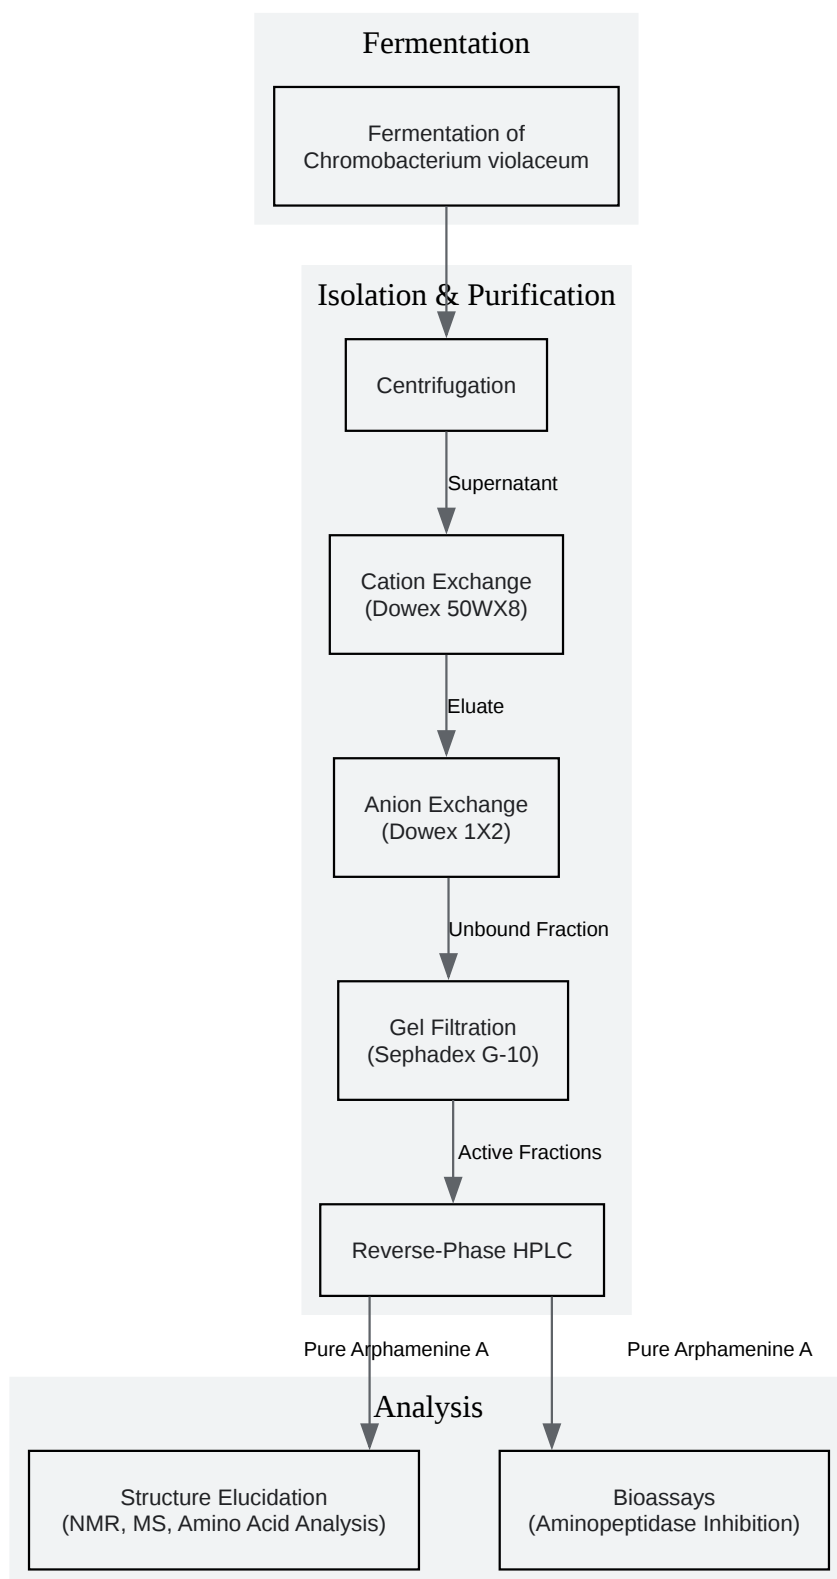 Fermentation
Fermentation of
Chromobacterium violaceum
Isolation & Purification
Centrifugation
Supernatant
Cation Exchange
(Dowex 50WX8)
Eluate
Anion Exchange
(Dowex 1X2)
Unbound Fraction
Gel Filtration
(Sephadex G-10)
Active Fractions
Reverse-Phase HPLC
Pure Arphamenine A
Pure Arphamenine A
Analysis
Structure Elucidation
(NMR, MS, Amino Acid Analysis)
Bioassays
(Aminopeptidase Inhibition)